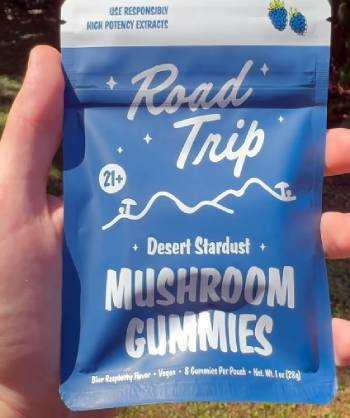 USE RESPONSIBLY
HIGH POTENCY EXTRACTS
Road
Trip
21+
Desert Stardust
MUSHROOM
GUMMIES
Blue Raspberry Flavor • Vegan • 8 Gummies Per Pouch • Net. Wt. 1 oz (28g)